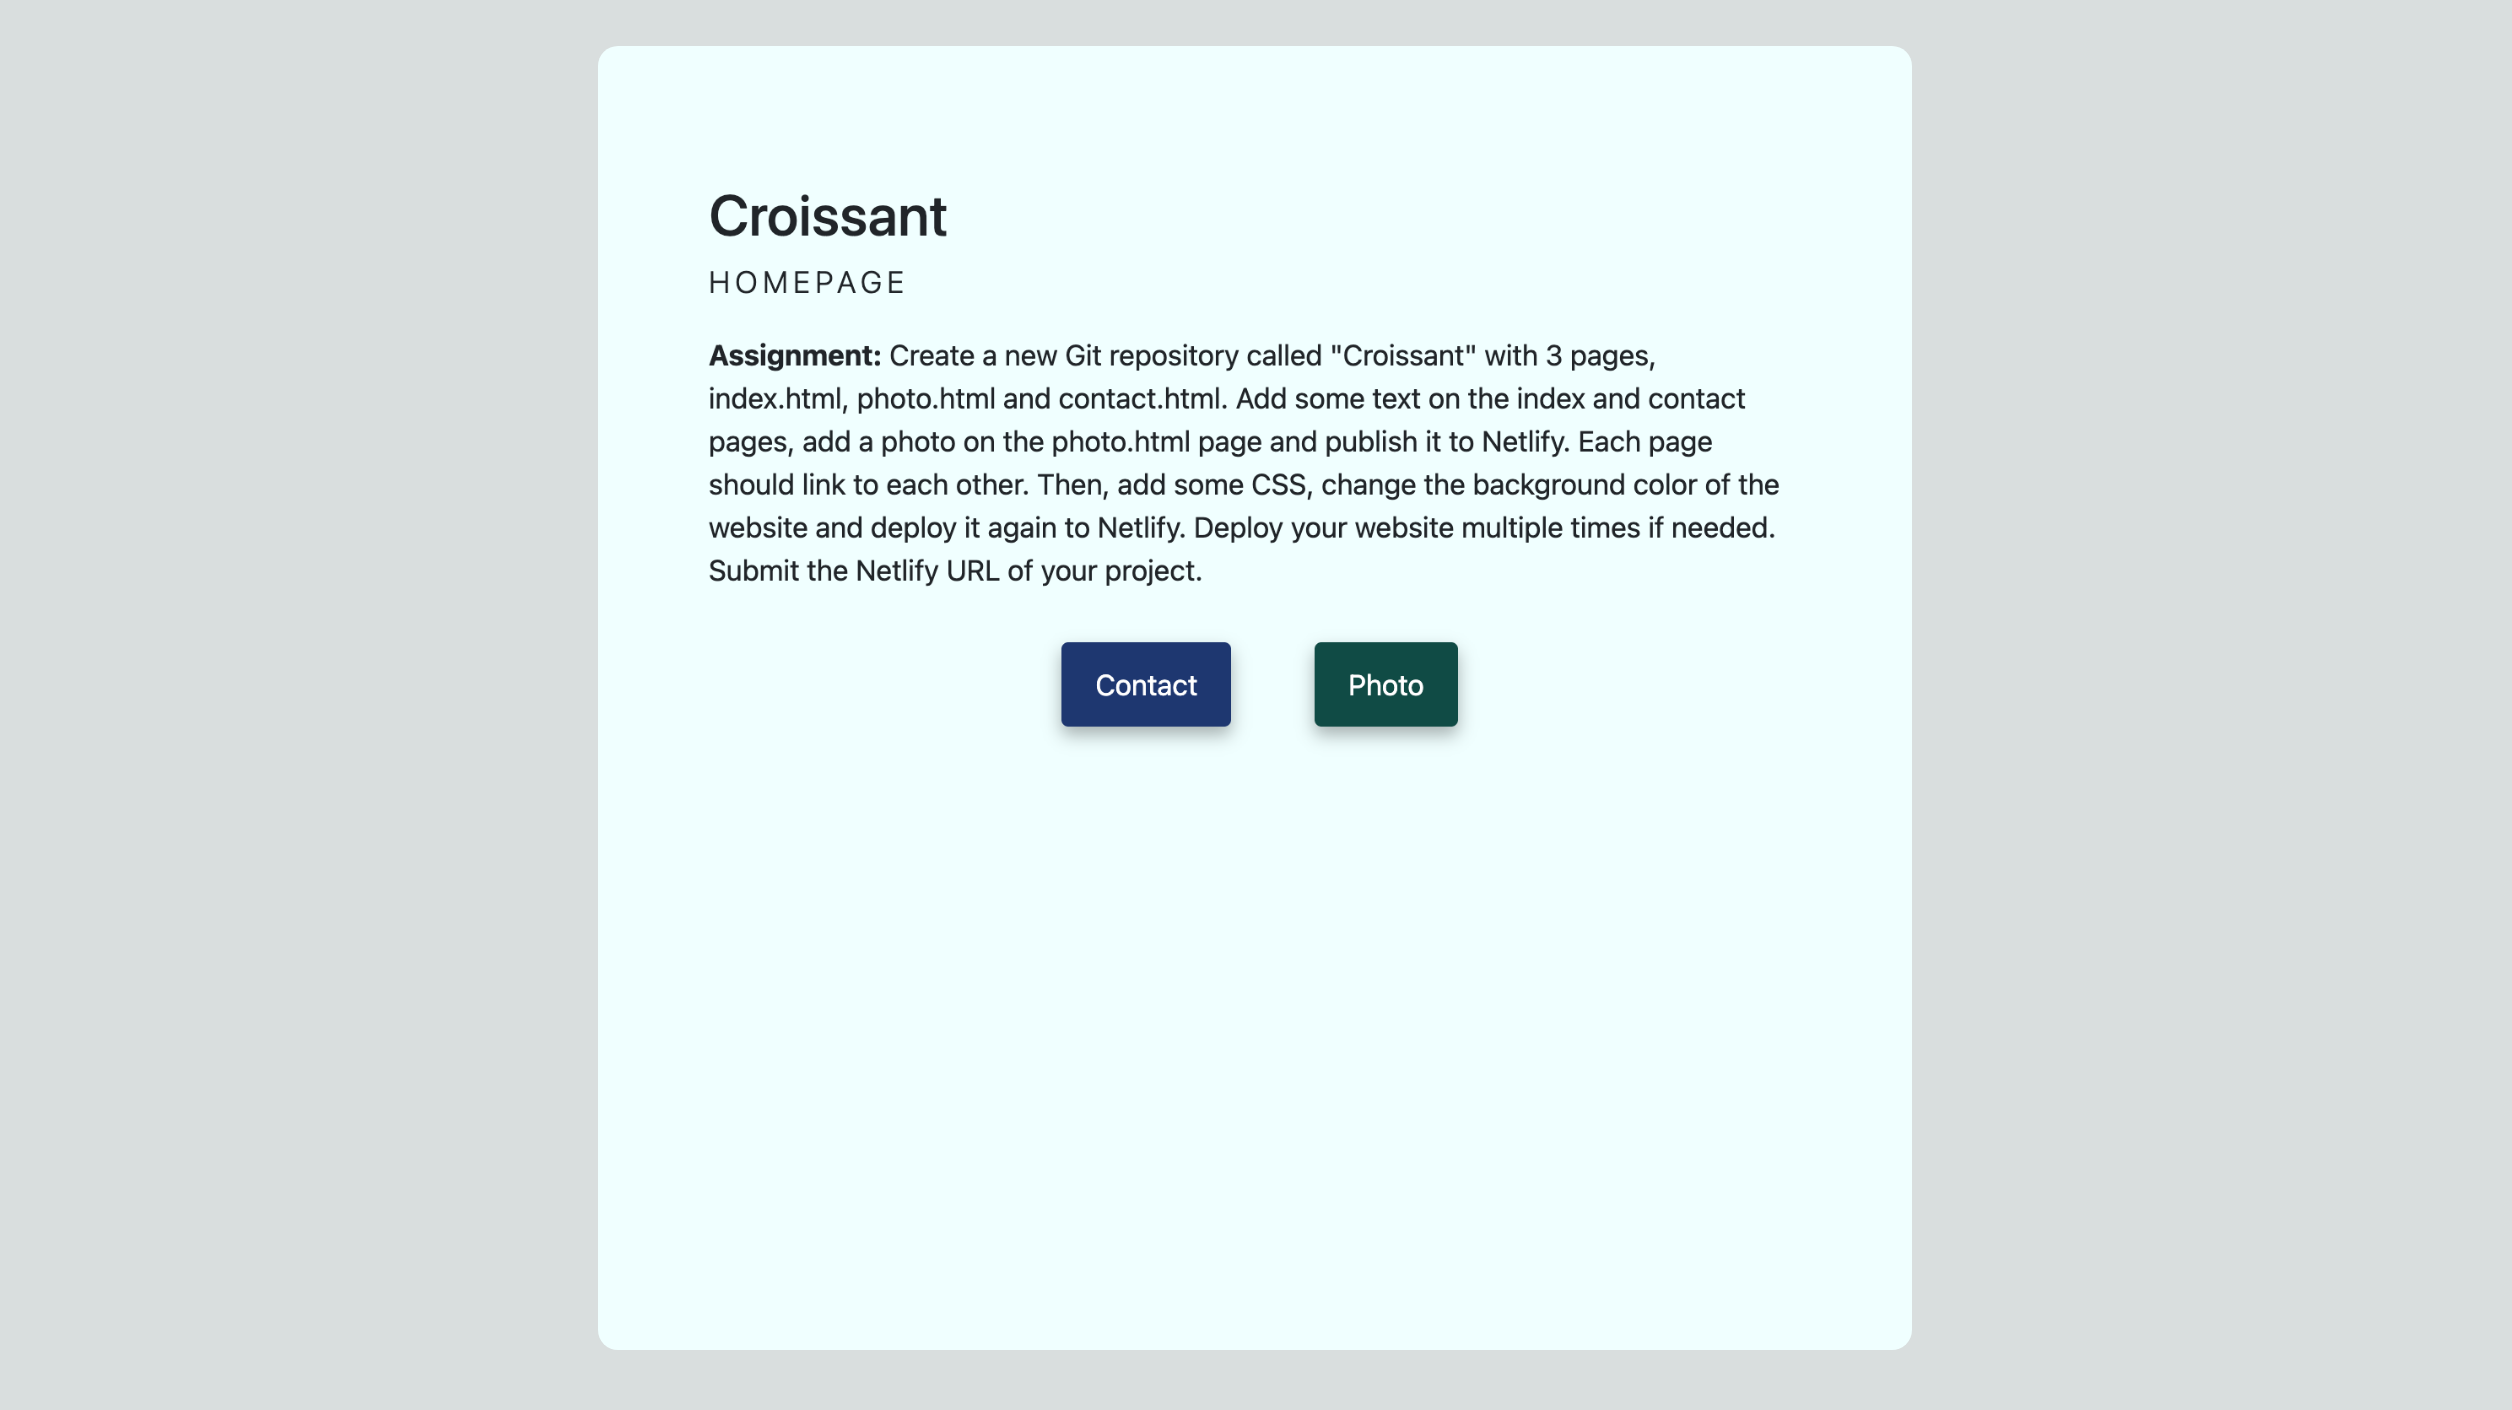 Croissant
HOMEPAGE
Assignment: Create a new Git repository called "Croissant" with 3 pages,
index.html, photo.html and contact.html. Add some text on the index and contact
pages, add a photo on the photo.html page and publish it to Netlify. Each page
should link to each other. Then, add some CSS, change the background color of the
website and deploy it again to Netlify. Deploy your website multiple times if needed.
Submit the Netlify URL of your project.
Contact
Photo